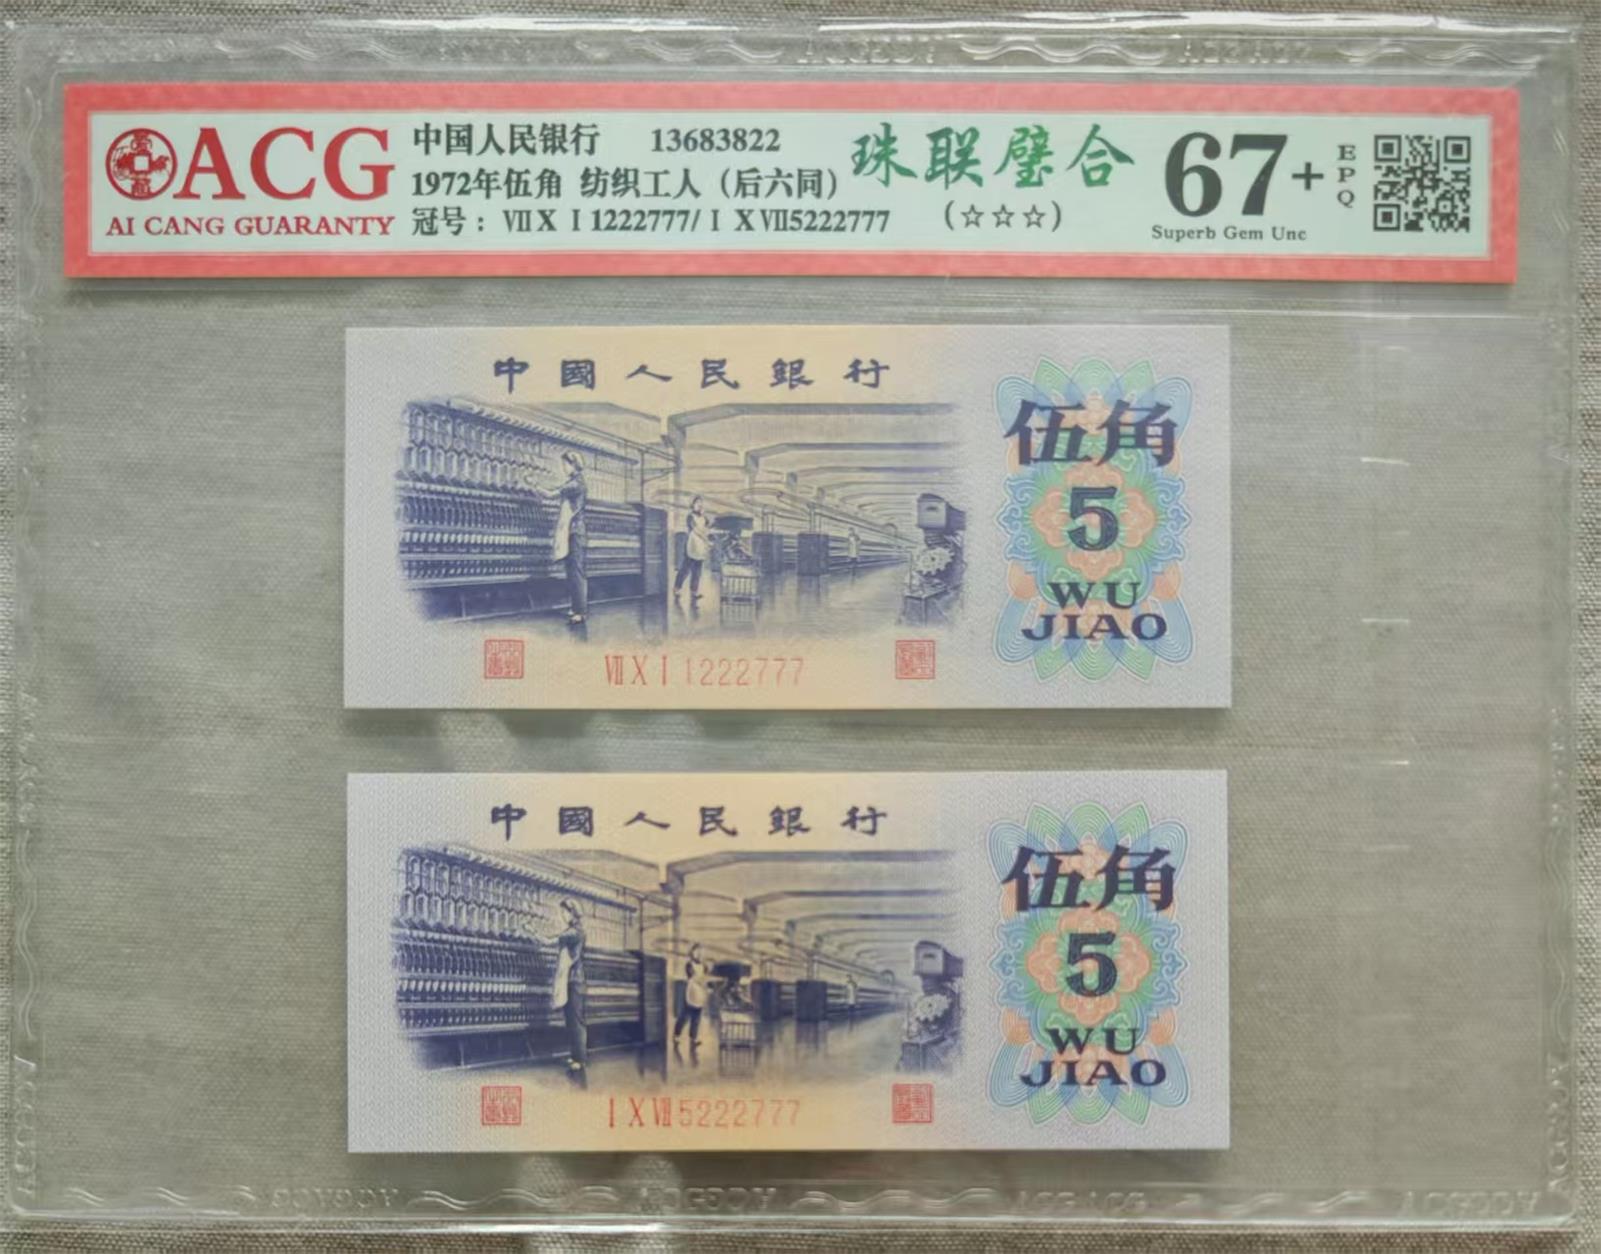 ACG
AI CANG GUARANTY
中国人民银行 13683822
1972年伍角 纺织工人（后六同）
冠号：ⅦⅩⅠ1222777/ⅠⅩⅦ5222777
珠联璧合
（☆☆☆）
67+
EPQ
Superb Gem Unc
中國人民銀行
伍角
5
WU
JIAO
ⅦⅩⅠ1222777
中國人民銀行
伍角
5
WU
JIAO
ⅠⅩⅦ5222777